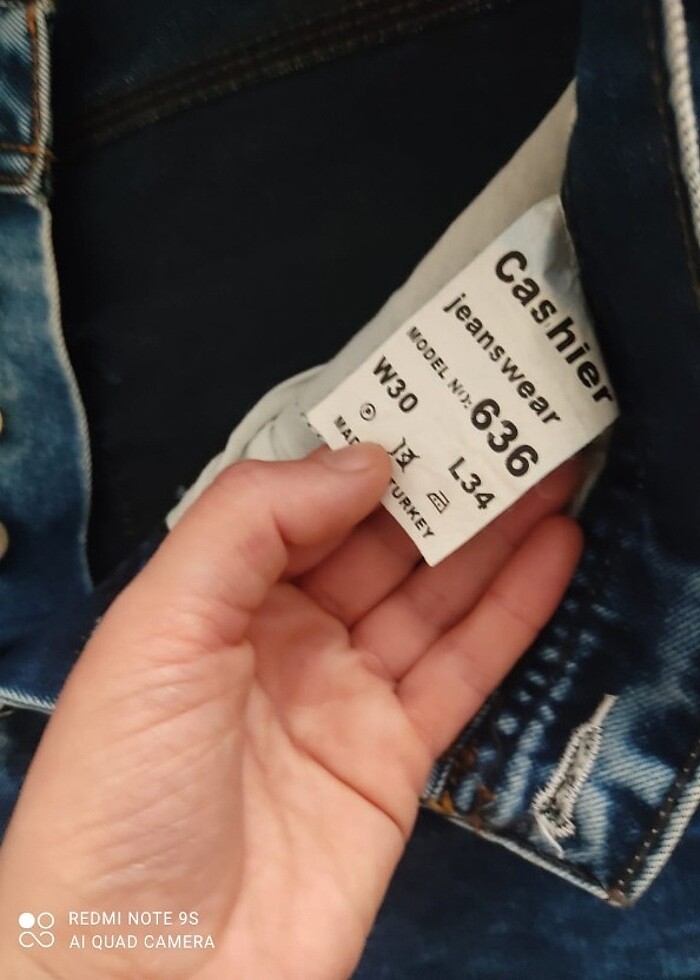 Cashier
jeanswear
MODEL NO: 636
W30 L34
TURKEY
REDMI NOTE 9S
AI QUAD CAMERA